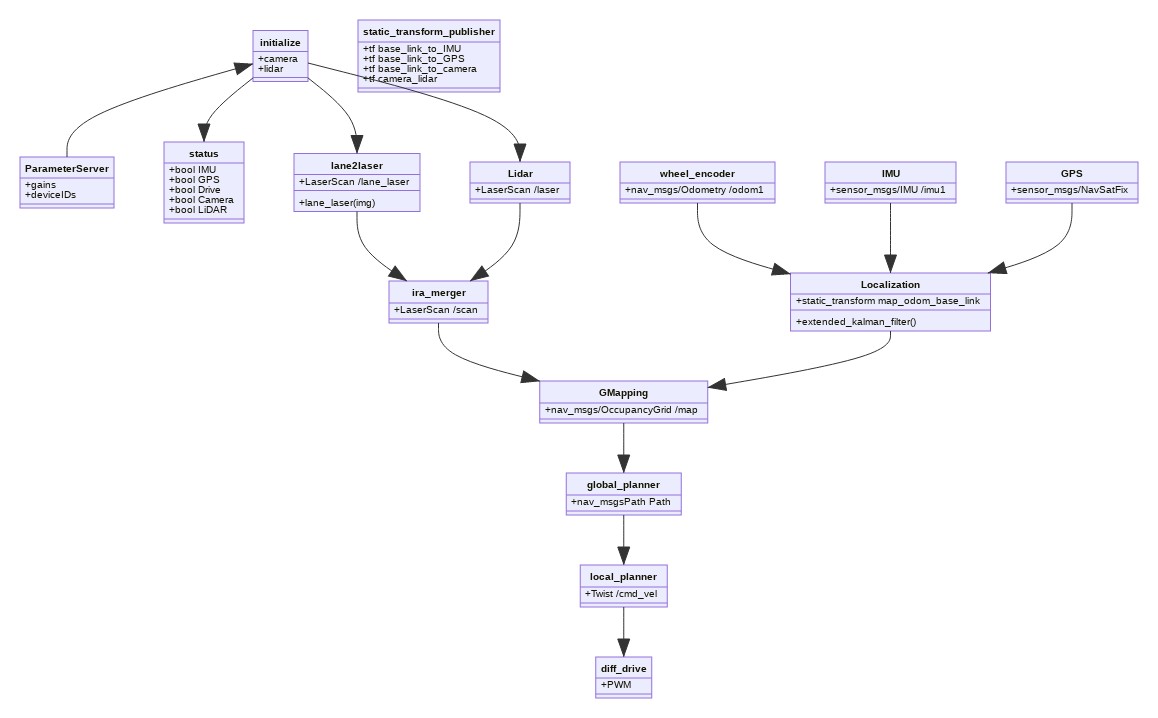 initialize
+camera
+lidar
static_transform_publisher
+tf base_link_to_IMU
+tf base_link_to_GPS
+tf base_link_to_camera
+tf camera_lidar
ParameterServer
+gains
+deviceIDs
status
+bool IMU
+bool GPS
+bool Drive
+bool Camera
+bool LiDAR
lane2laser
+LaserScan /lane_laser
+lane_laser(img)
Lidar
+LaserScan /laser
wheel_encoder
+nav_msgs/Odometry /odom1
IMU
+sensor_msgs/IMU /imu1
GPS
+sensor_msgs/NavSatFix
ira_merger
+LaserScan /scan
Localization
+static_transform map_odom_base_link
+extended_kalman_filter()
GMapping
+nav_msgs/OccupancyGrid /map
global_planner
+nav_msgsPath Path
local_planner
+Twist /cmd_vel
diff_drive
+PWM